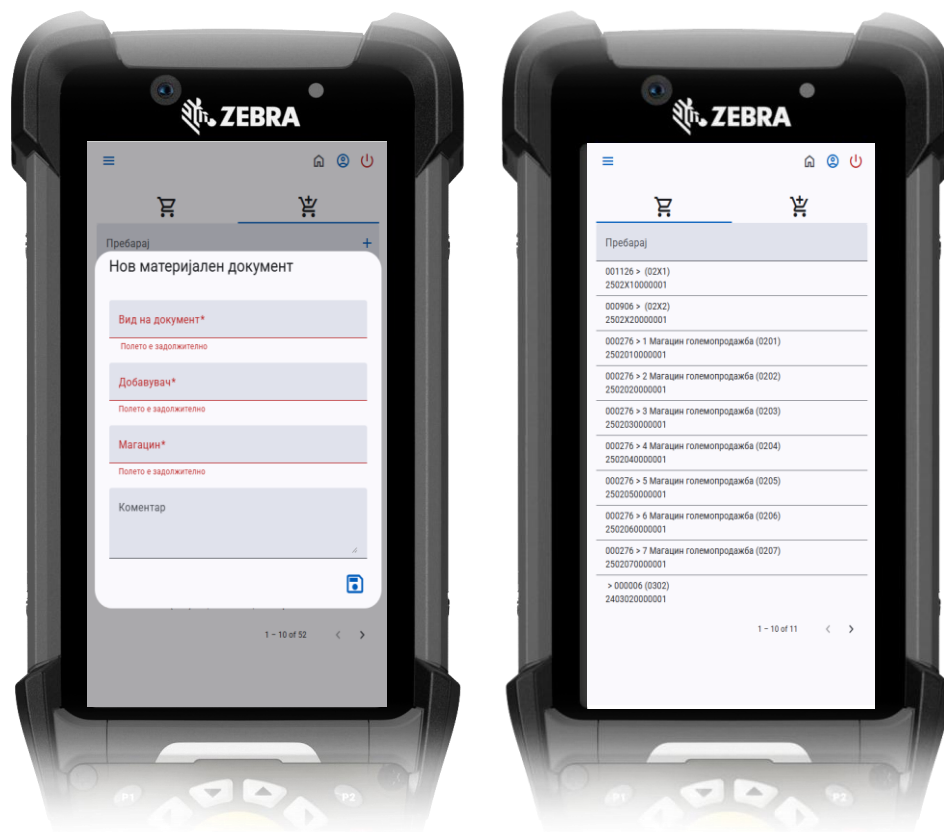 ZEBRA
Пребарај
Нов материјален документ
Вид на документ*
Полето е задолжително
Добавувач*
Полето е задолжително
Магацин*
Полето е задолжително
Коментар
1 – 10 of 52
P1
P2
ZEBRA
Пребарај
001126 > (02X1)
2502X10000001
000906 > (02X2)
2502X20000001
000276 > 1 Магацин големопродажба (0201)
2502010000001
000276 > 2 Магацин големопродажба (0202)
2502020000001
000276 > 3 Магацин големопродажба (0203)
2502030000001
000276 > 4 Магацин големопродажба (0204)
2502040000001
000276 > 5 Магацин големопродажба (0205)
2502050000001
000276 > 6 Магацин големопродажба (0206)
2502060000001
000276 > 7 Магацин големопродажба (0207)
2502070000001
> 000006 (0302)
2403020000001
1 – 10 of 11
P1
P2